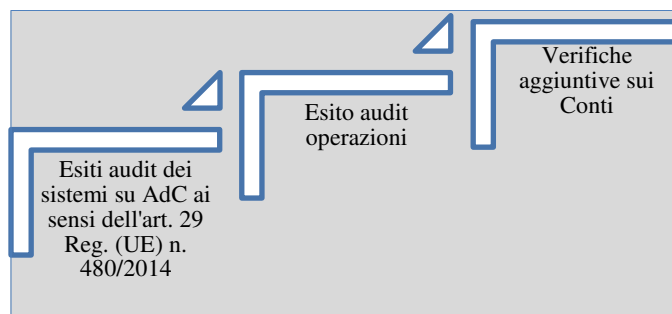 Esiti audit dei
sistemi su AdC ai
sensi dell'art. 29
Reg. (UE) n.
480/2014
Esito audit
operazioni
Verifiche
aggiuntive sui
Conti